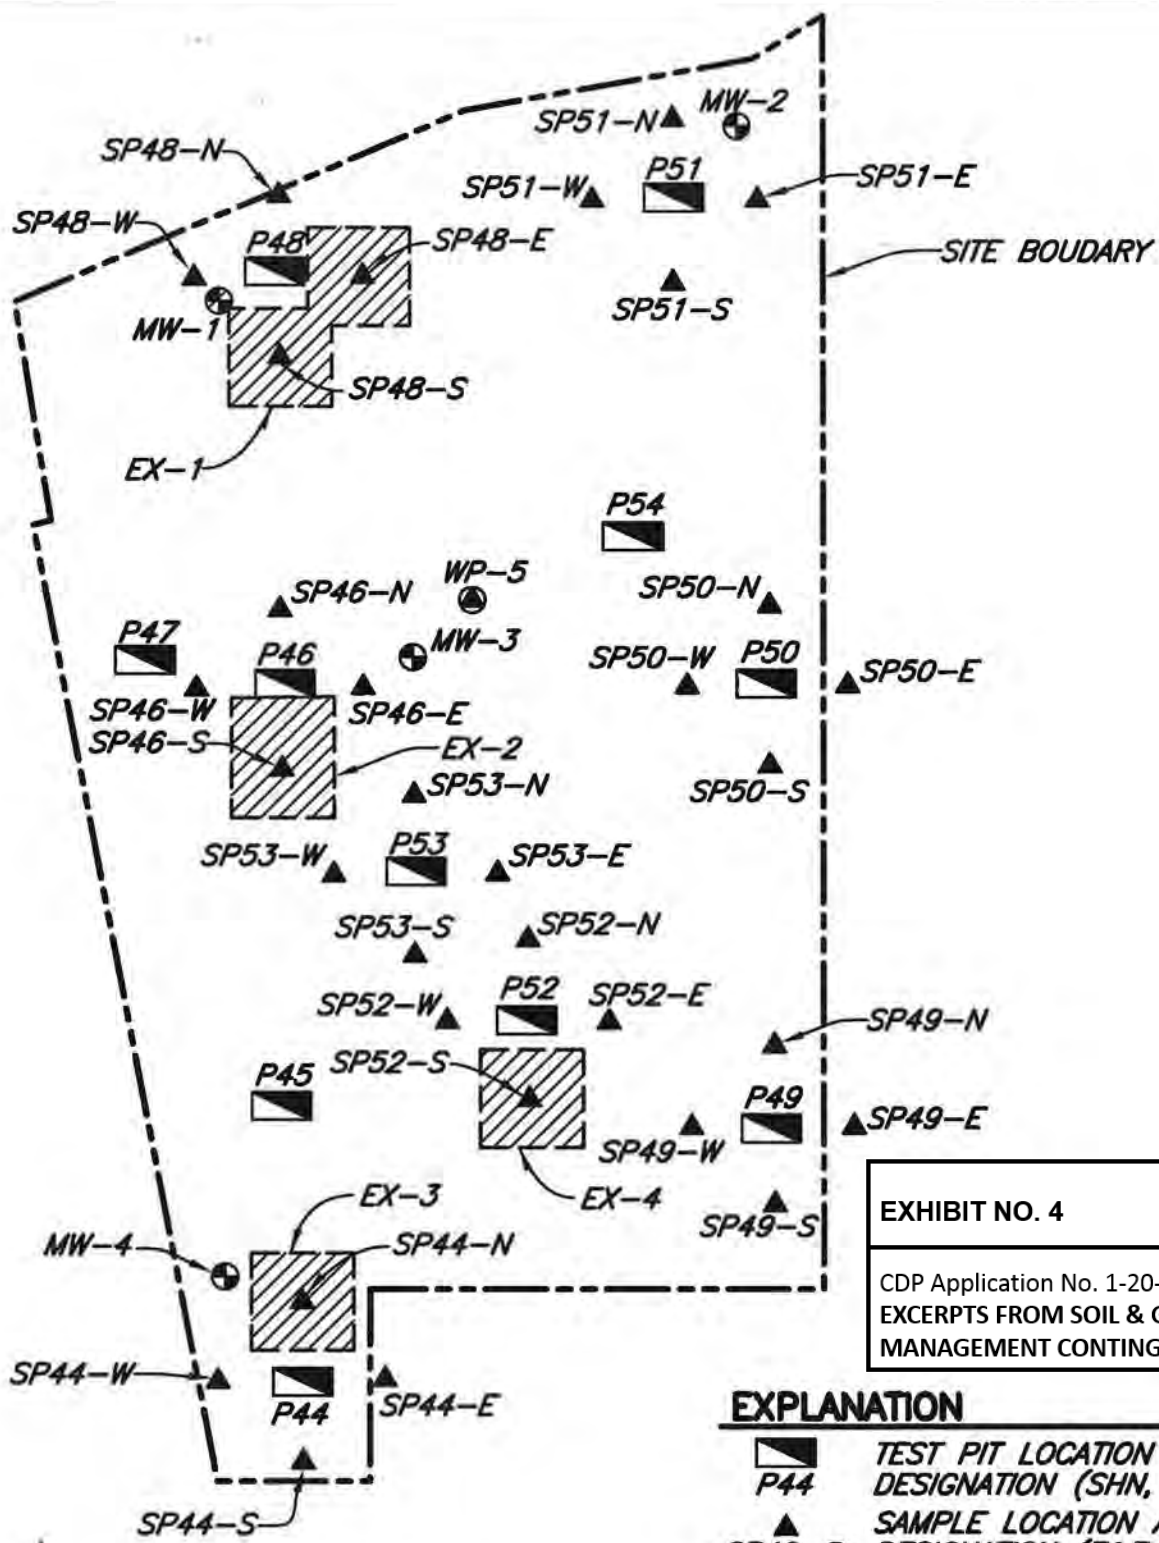 SP51-N
MW-2
SP48-N
P51
SP51-W
SP51-E
SP48-W
P48
SP48-E
SITE BOUDARY
SP51-S
MW-1
SP48-S
EX-1
P54
WP-5
SP46-N
SP50-N
P47
MW-3
P46
SP50-W
P50
SP50-E
SP46-W
SP46-E
SP46-S
EX-2
SP53-N
SP50-S
SP53-W
P53
SP53-E
SP53-S
SP52-N
SP52-W
P52
SP52-E
SP49-N
SP52-S
P45
P49
SP49-E
SP49-W
EX-3
EX-4
SP49-S
MW-4
SP44-N
EXHIBIT NO. 4
CDP Application No. 1-20-
EXCERPTS FROM SOIL &
MANAGEMENT
SP44-W
P44
SP44-E
SP44-S
EXPLANATION
TEST PIT LOCATION
P44 DESIGNATION (SHN,
SAMPLE LOCATION